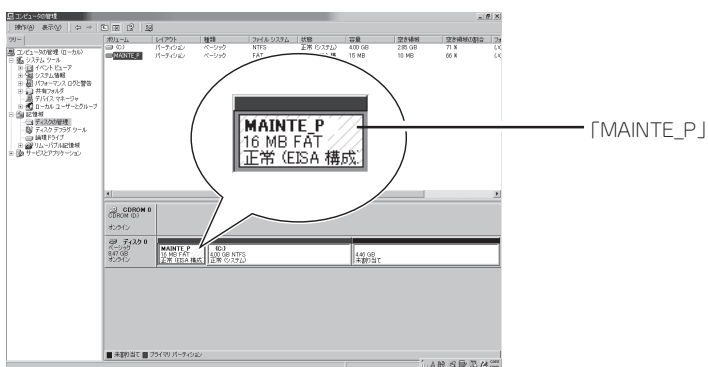 コンピュータの管理
操作(A) 表示(V)
ツリー
コンピュータの管理 (ローカル)
システム ツール
イベント ビューア
システム情報
パフォーマンス ログと警告
共有フォルダ
デバイス マネージャ
ローカル ユーザーとグループ
記憶域
ディスクの管理
ディスク デフラグ ツール
論理ドライブ
リムーバブル記憶域
サービスとアプリケーション
ボリューム レイアウト 種類 ファイル システム 状態 容量 空き領域 空き領域の割合
(C:) パーティション ベーシック NTFS 正常 (システム) 4.00 GB 2.85 GB 71 %
MAINTE_P パーティション ベーシック FAT 15 MB 10 MB 66 %
MAINTE_P
16 MB FAT
正常 (EISA 構成
「MAINTE_P」
CDROM 0
CDROM (D:)
オンライン
ディスク 0
ベーシック
8.47 GB
オンライン
MAINTE_P
16 MB FAT
正常 (EISA 構成
(C:)
4.00 GB NTFS
正常 (システム)
4.46 GB
未割り当て
未割り当て プライマリ パーティション